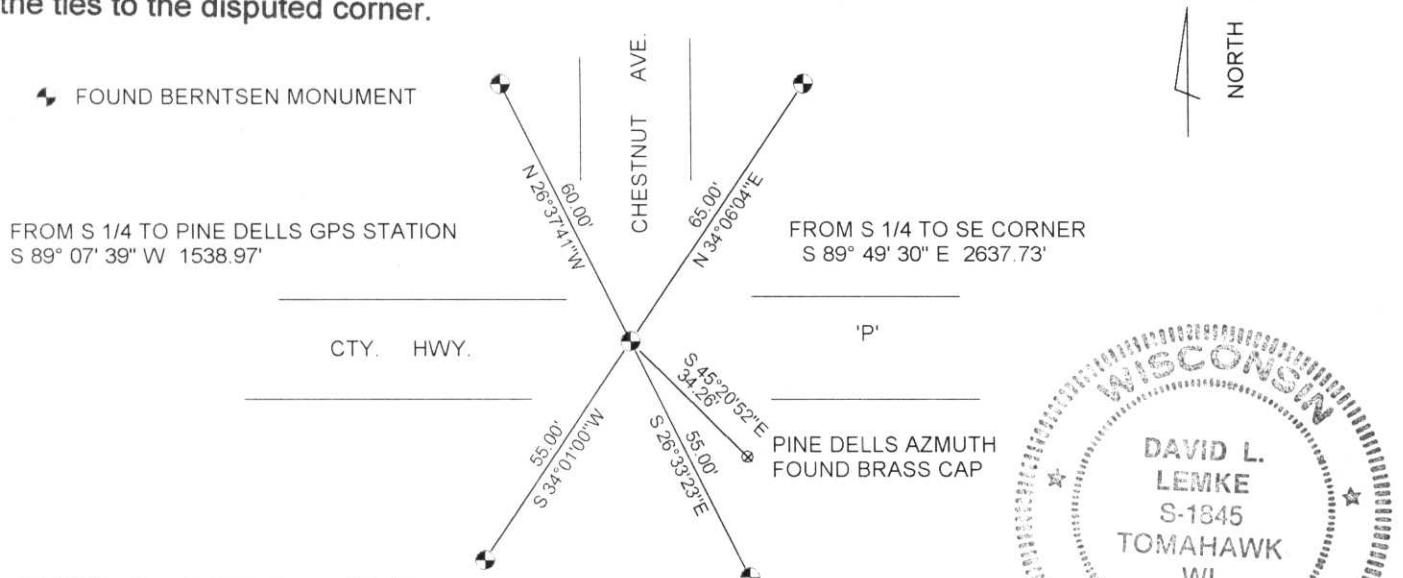 the ties to the disputed corner.
NORTH
FOUND BERNTSEN MONUMENT
CHESTNUT AVE.
60.00'
N 26°37'41"W
65.00'
N 34°06'04"E
FROM S 1/4 TO PINE DELLS GPS STATION
S 89° 07' 39" W 1538.97'
FROM S 1/4 TO SE CORNER
S 89° 49' 30" E 2637.73'
CTY. HWY.
'P'
S 45°20'52"E
34.26'
PINE DELLS AZMUTH
FOUND BRASS CAP
55.00'
S 34°01'00"W
55.00'
S 26°33'23"E
WISCONSIN
DAVID L.
LEMKE
S-1845
TOMAHAWK
WI